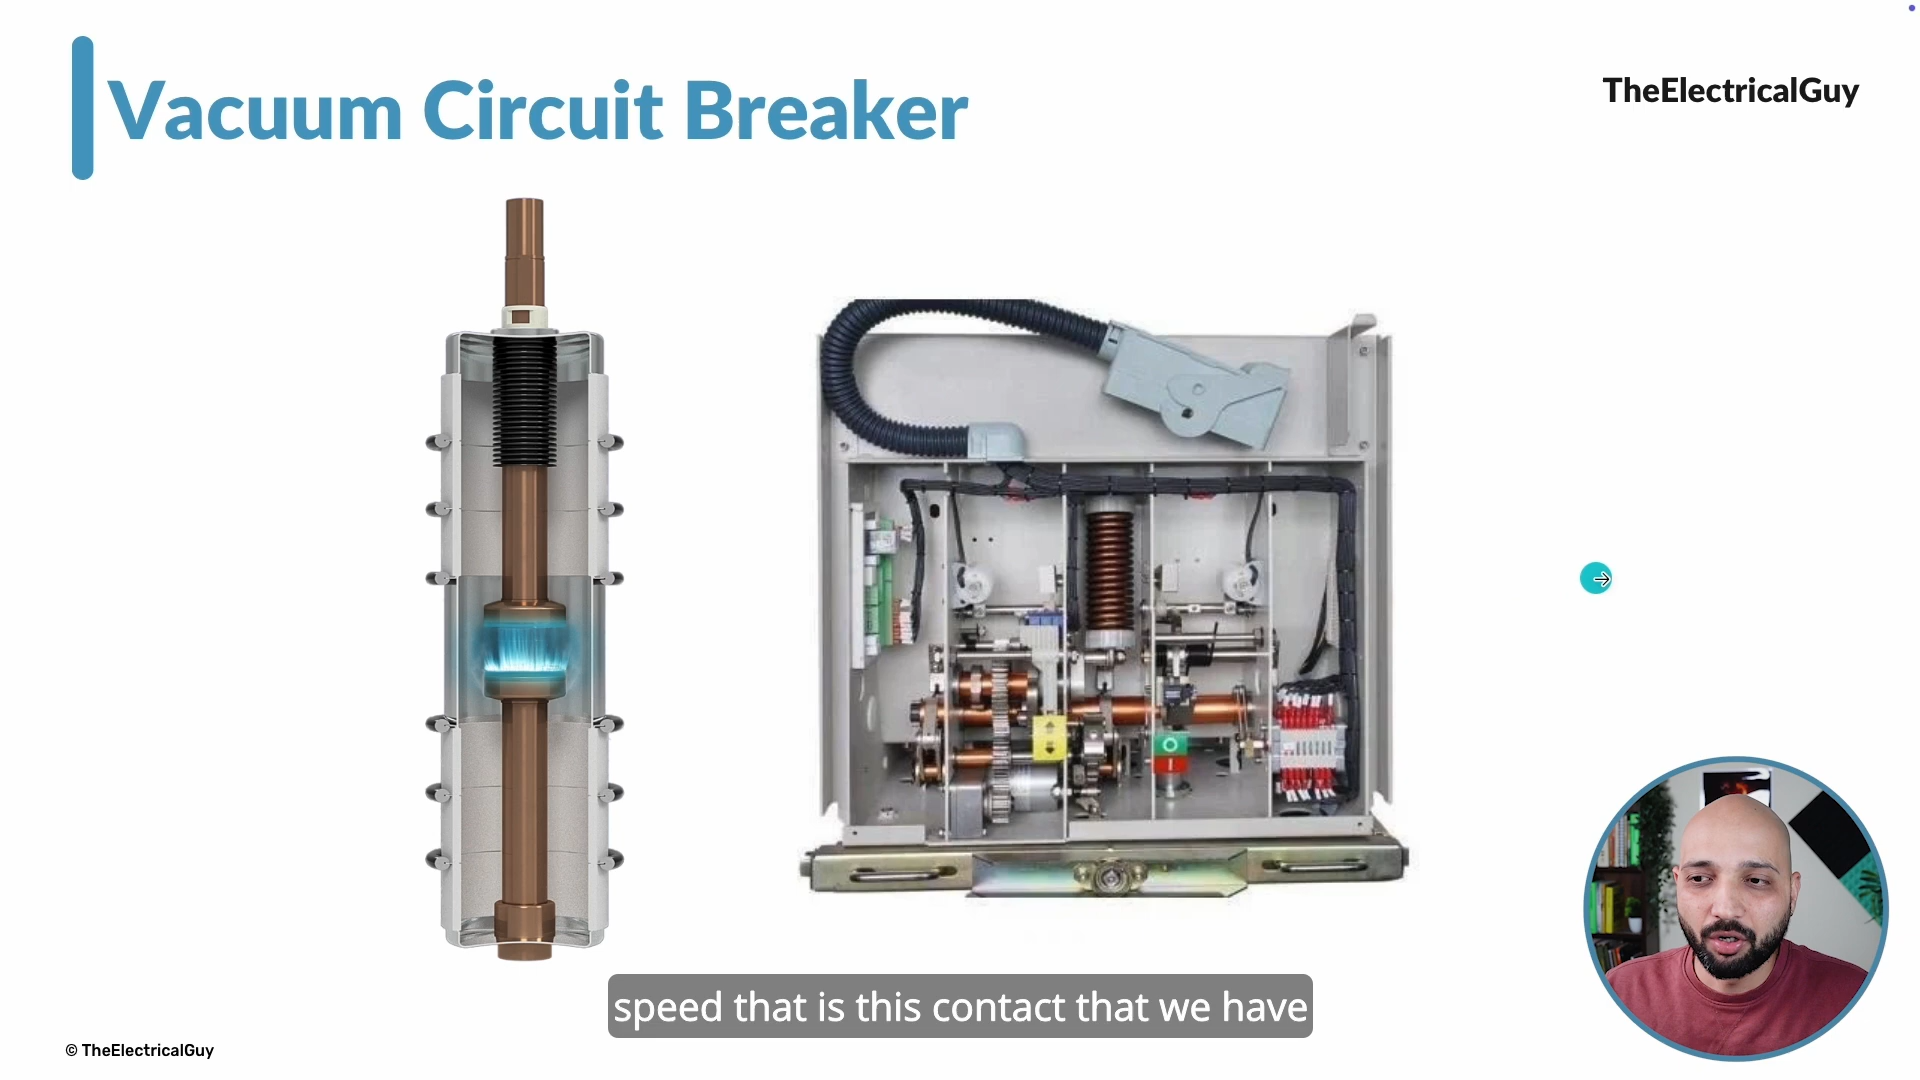 Vacuum Circuit Breaker
TheElectricalGuy
speed that is this contact that we have
© TheElectricalGuy